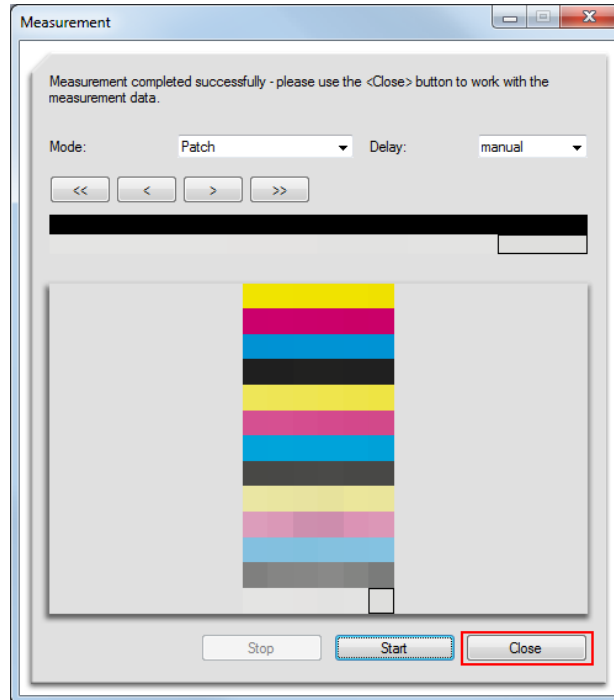 Measurement
Measurement completed successfully - please use the <Close> button to work with the
measurement data.
Mode: Patch Delay: manual
<< < > >>
Stop Start Close